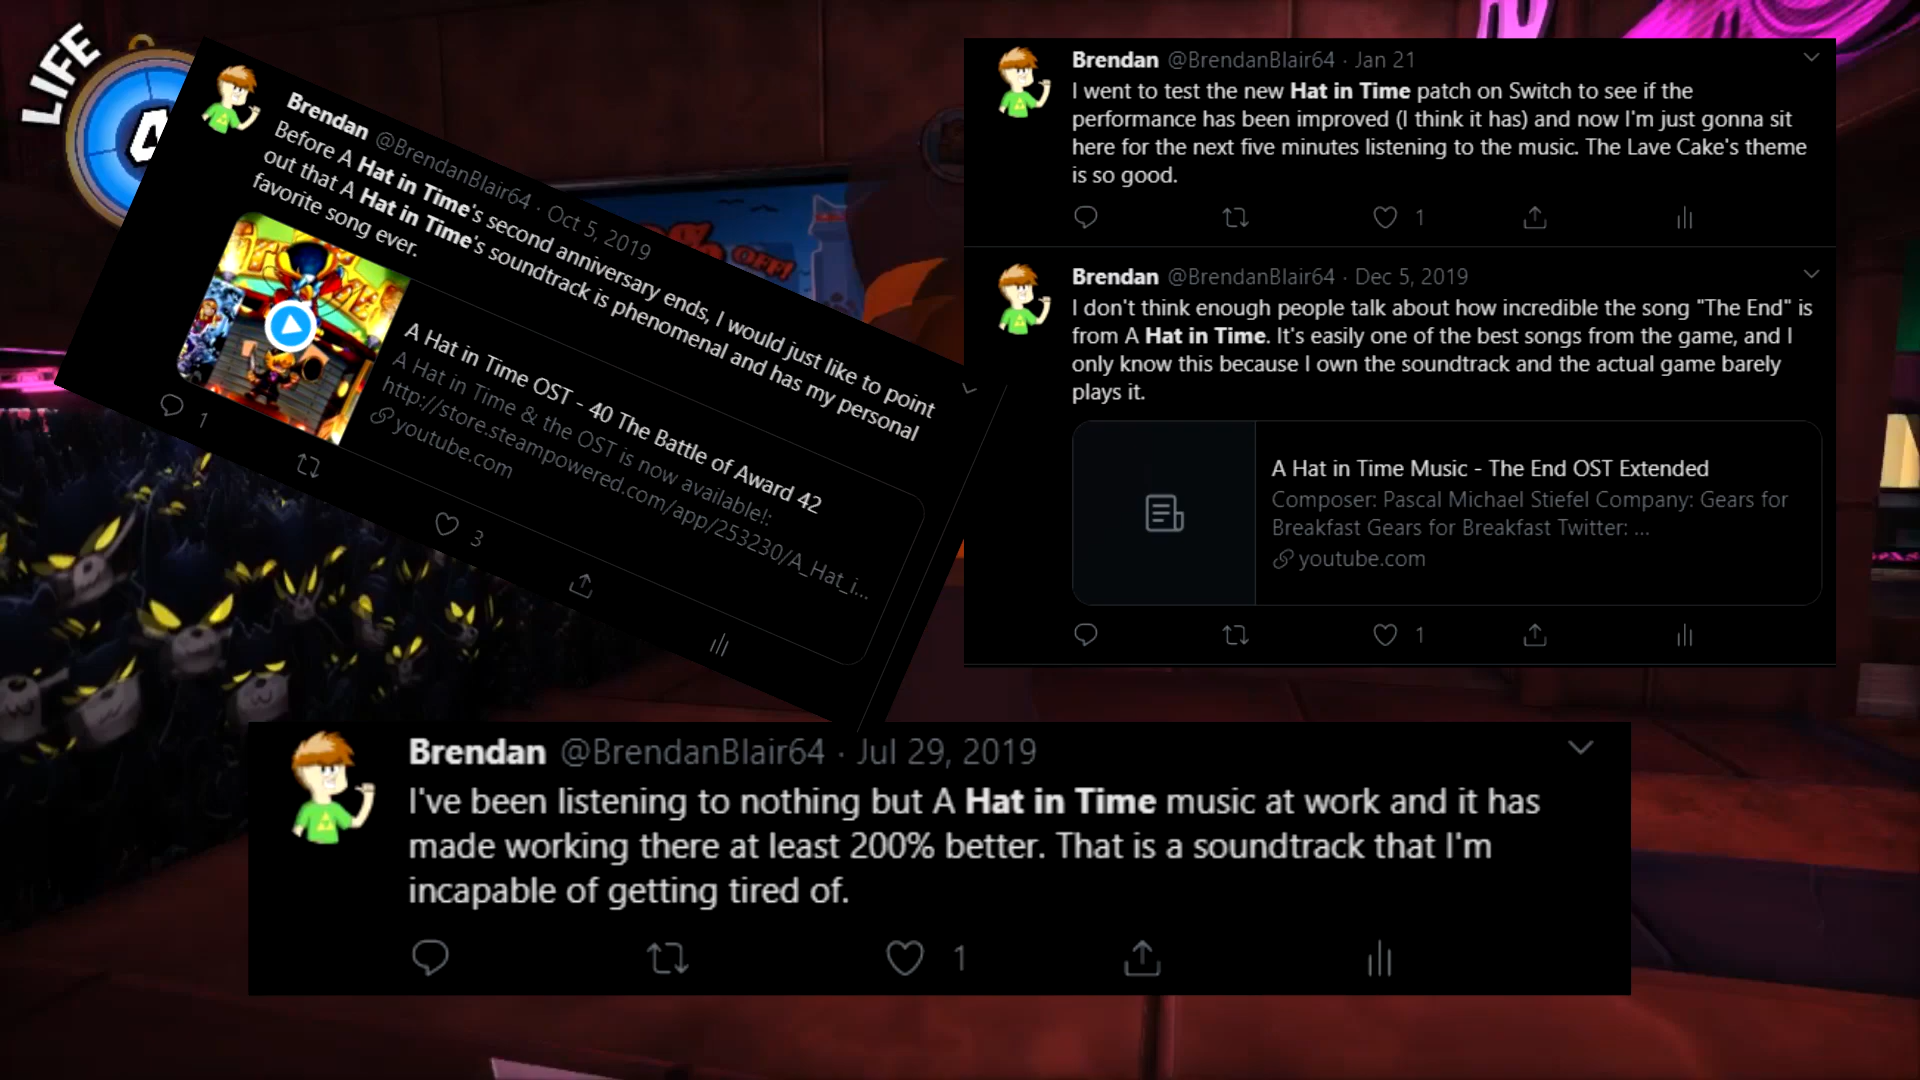 LIFE
Brendan @BrendanBlair64 · Oct 5, 2019
Before A Hat in Time's second anniversary ends, I would just like to point
out that A Hat in Time's soundtrack is phenomenal and has my personal
favorite song ever.
A Hat in Time OST - 40 The Battle of Award 42
A Hat in Time & the OST is now available!:
http://store.steampowered.com/app/253230/A_Hat_i...
youtube.com
1
3
Brendan @BrendanBlair64 · Jan 21
I went to test the new Hat in Time patch on Switch to see if the
performance has been improved (I think it has) and now I'm just gonna sit
here for the next five minutes listening to the music. The Lave Cake's theme
is so good.
1
Brendan @BrendanBlair64 · Dec 5, 2019
I don't think enough people talk about how incredible the song "The End" is
from A Hat in Time. It's easily one of the best songs from the game, and I
only know this because I own the soundtrack and the actual game barely
plays it.
A Hat in Time Music - The End OST Extended
Composer: Pascal Michael Stiefel Company: Gears for
Breakfast Gears for Breakfast Twitter: ...
youtube.com
1
OFF!
Brendan @BrendanBlair64 · Jul 29, 2019
I've been listening to nothing but A Hat in Time music at work and it has
made working there at least 200% better. That is a soundtrack that I'm
incapable of getting tired of.
1